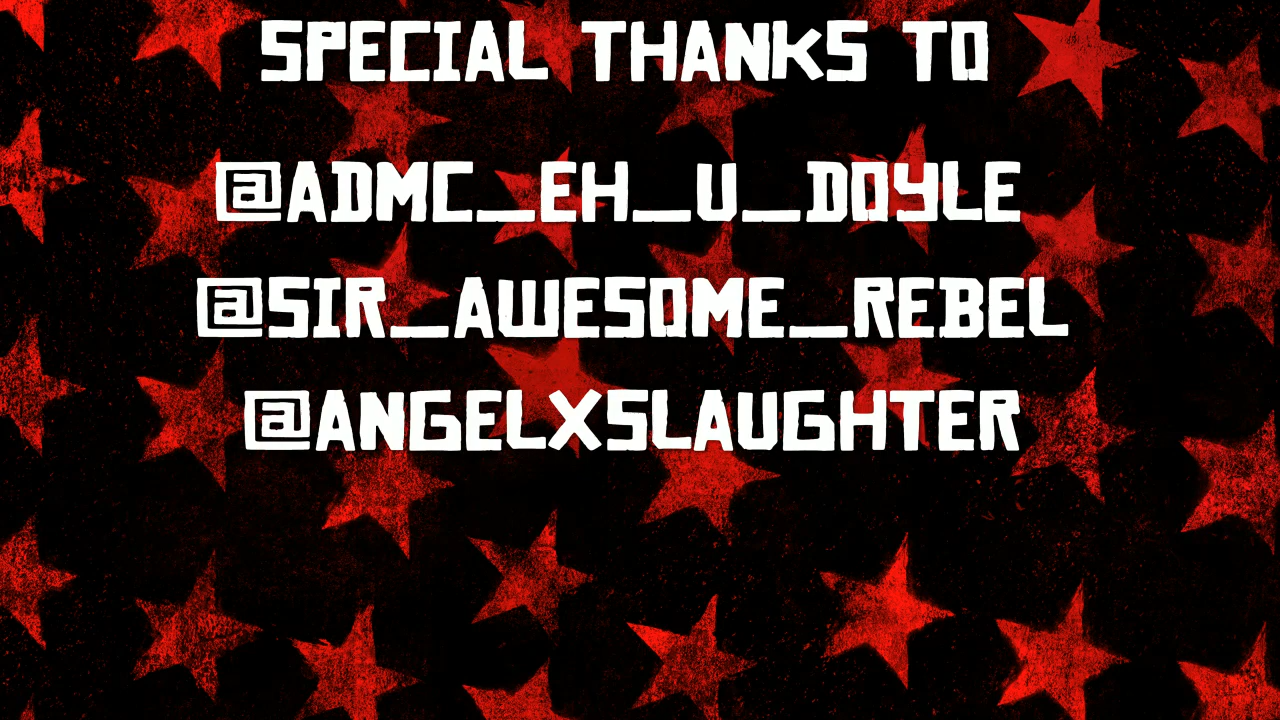 SPECIAL THANKS TO
@ADMC_EH_U_DOYLE
@SIR_AWESOME_REBEL
@ANGELXSLAUGHTER